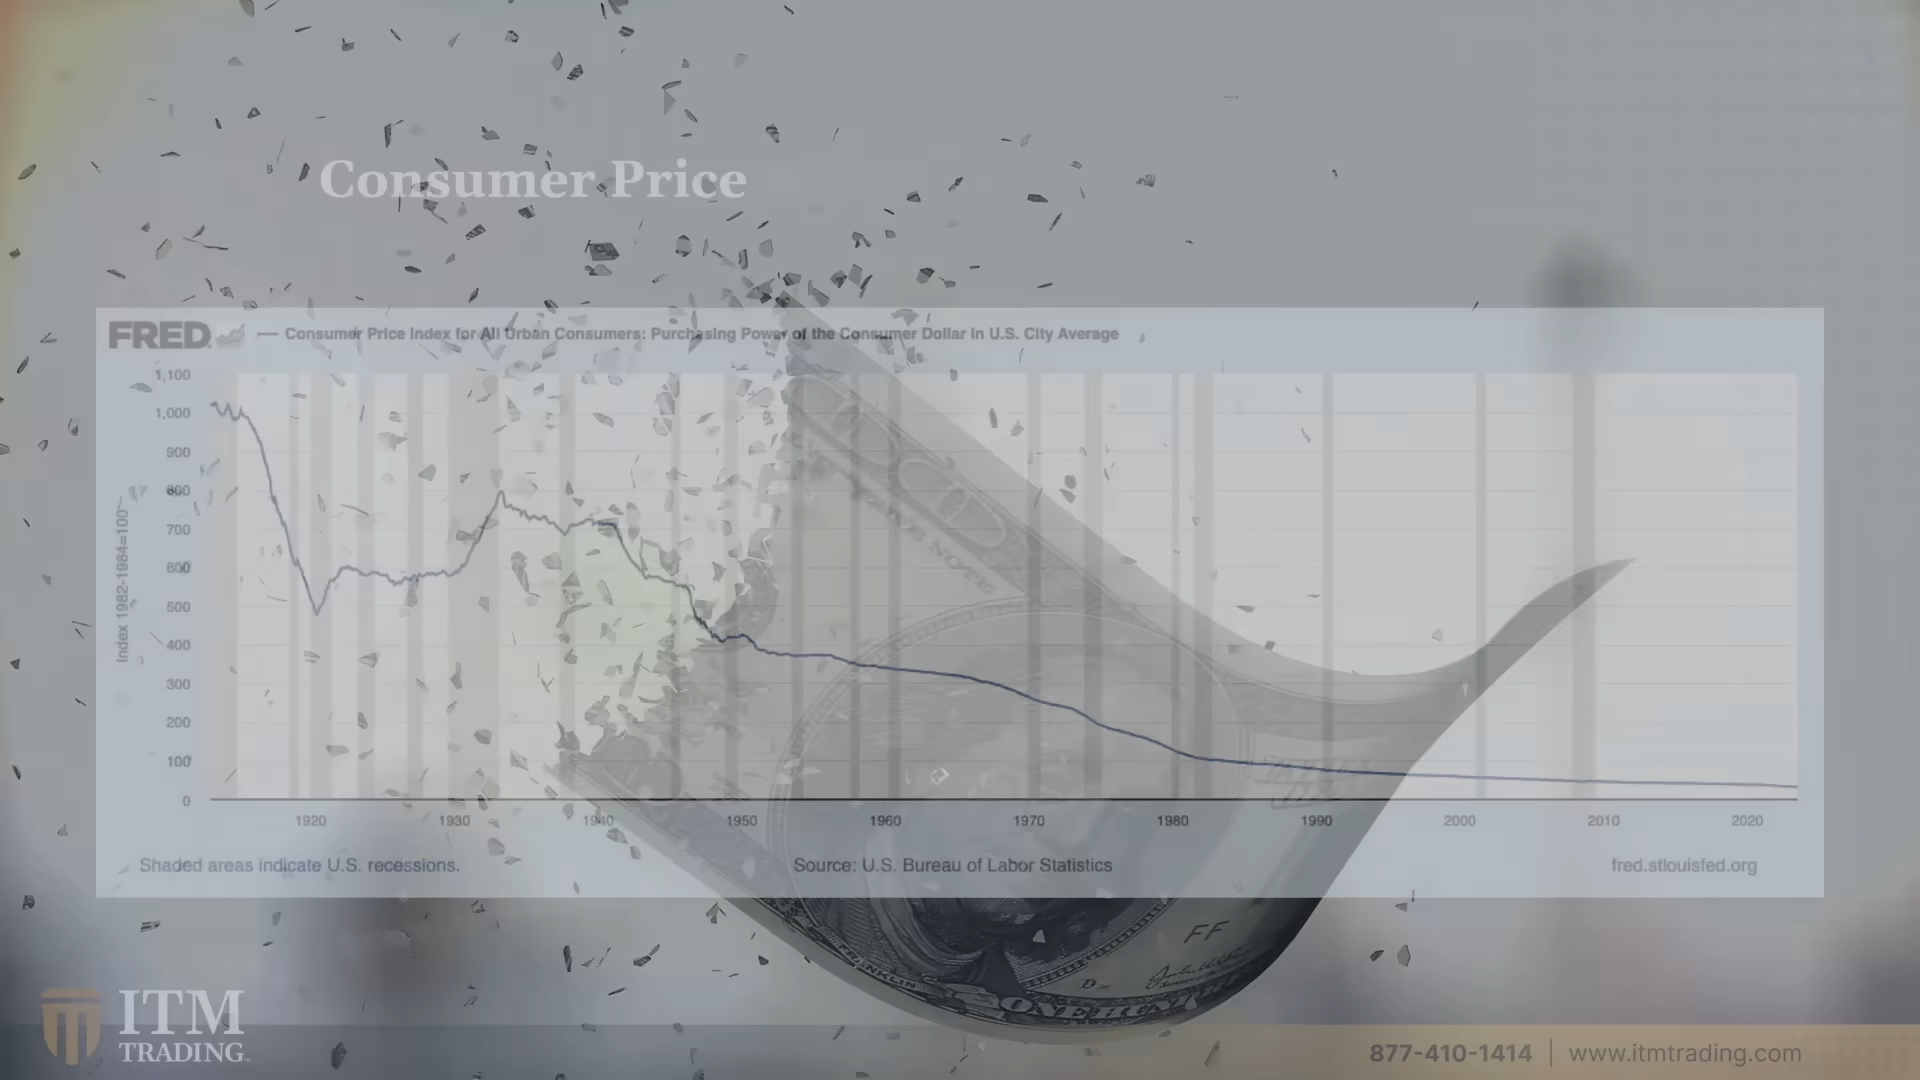 Consumer Price
FRED — Consumer Price Index for All Urban Consumers: Purchasing Power of the Consumer Dollar in U.S. City Average
1,100
1,000
900
800
700
600
500
400
300
200
100
0
Index 1982-1984=100
1920 1930 1940 1950 1960 1970 1980 1990 2000 2010 2020
Shaded areas indicate U.S. recessions. Source: U.S. Bureau of Labor Statistics fred.stlouisfed.org
FF
FRANKLIN
ITM
TRADING
877-410-1414 | www.itmtrading.com